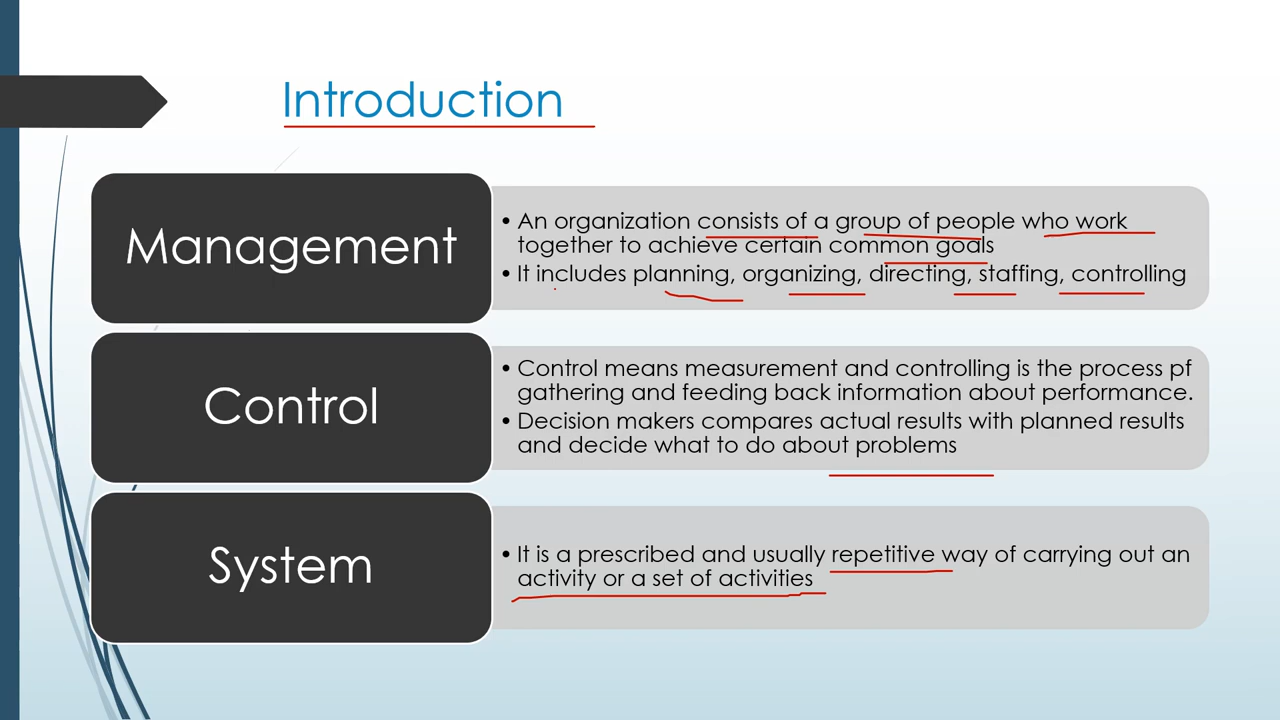 Introduction
Management
• An organization consists of a group of people who work
together to achieve certain common goals
• It includes planning, organizing, directing, staffing, controlling
Control
• Control means measurement and controlling is the process pf
gathering and feeding back information about performance.
• Decision makers compares actual results with planned results
and decide what to do about problems
System
• It is a prescribed and usually repetitive way of carrying out an
activity or a set of activities